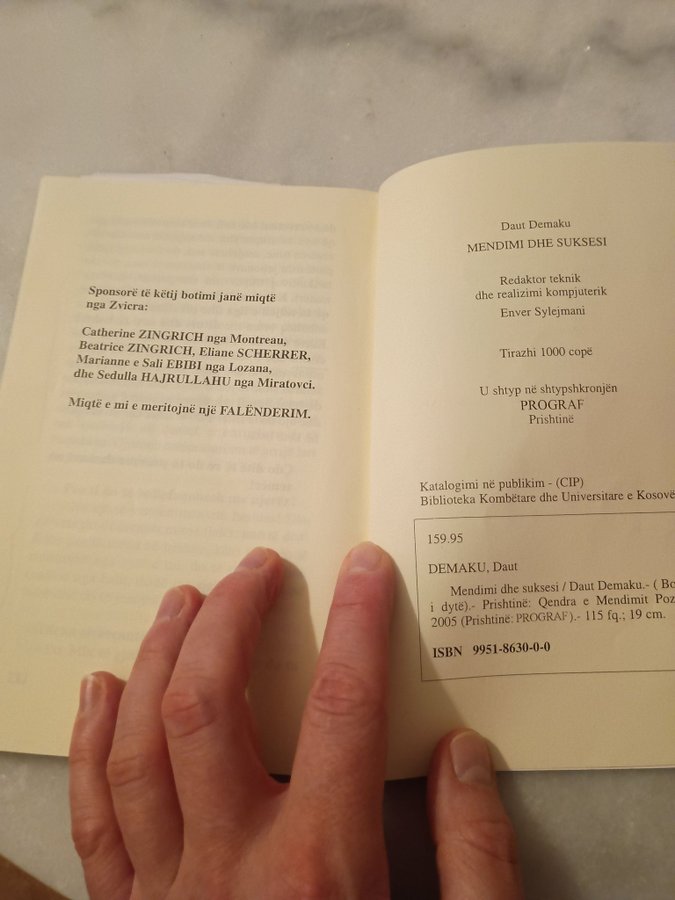 Sponsorë të këtij botimi janë miqtë
nga Zvicra:
Catherine ZINGRICH nga Montreau,
Beatrice ZINGRICH, Eliane SCHERRER,
Marianne e Sali EBIBI nga Lozana,
dhe Sedulla HAJRULLAHU nga Miratovci.
Miqtë e mi e meritojnë një FALËNDERIM.
Daut Demaku
MENDIMI DHE SUKSESI
Redaktor teknik
dhe realizimi kompjuterik
Enver Sylejmani
Tirazhi 1000 copë
U shtyp në shtypshkronjën
PROGRAF
Prishtinë
Katalogimi në publikim - (CIP)
Biblioteka Kombëtare dhe Universitare e Kosovë
159.95
DEMAKU, Daut
Mendimi dhe suksesi / Daut Demaku.- ( Bo
i dytë).- Prishtinë: Qendra e Mendimit Poz
2005 (Prishtinë: PROGRAF).- 115 fq.; 19 cm.
ISBN 9951-8630-0-0